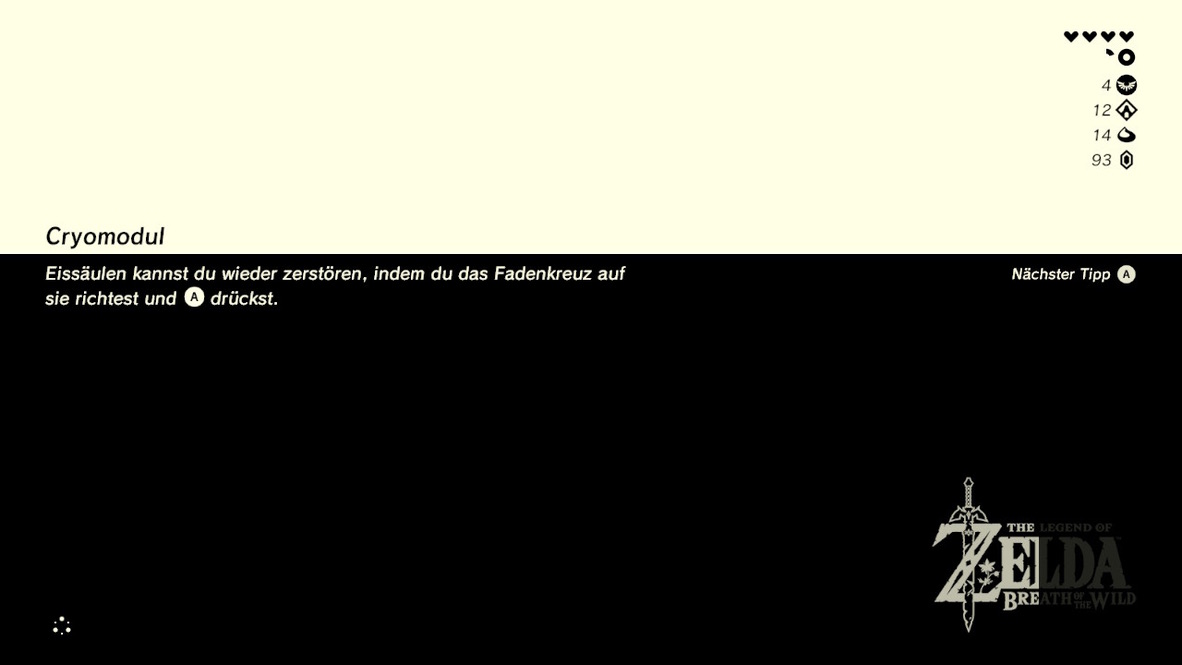 4
12
14
93
Cryomodul
Eissäulen kannst du wieder zerstören, indem du das Fadenkreuz auf
sie richtest und A drückst.
Nächster Tipp A
THE LEGEND OF
ZELDA
BREATH OF THE WILD